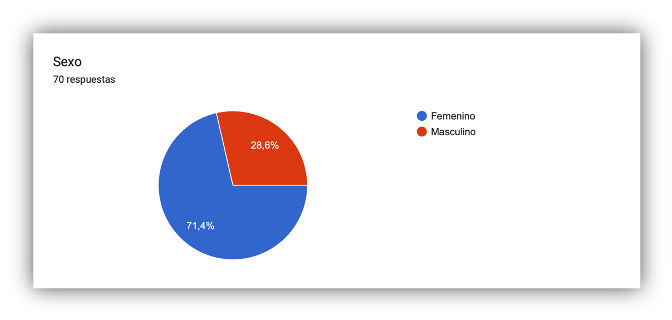 Sexo
70 respuestas
Femenino
Masculino
28,6%
71,4%